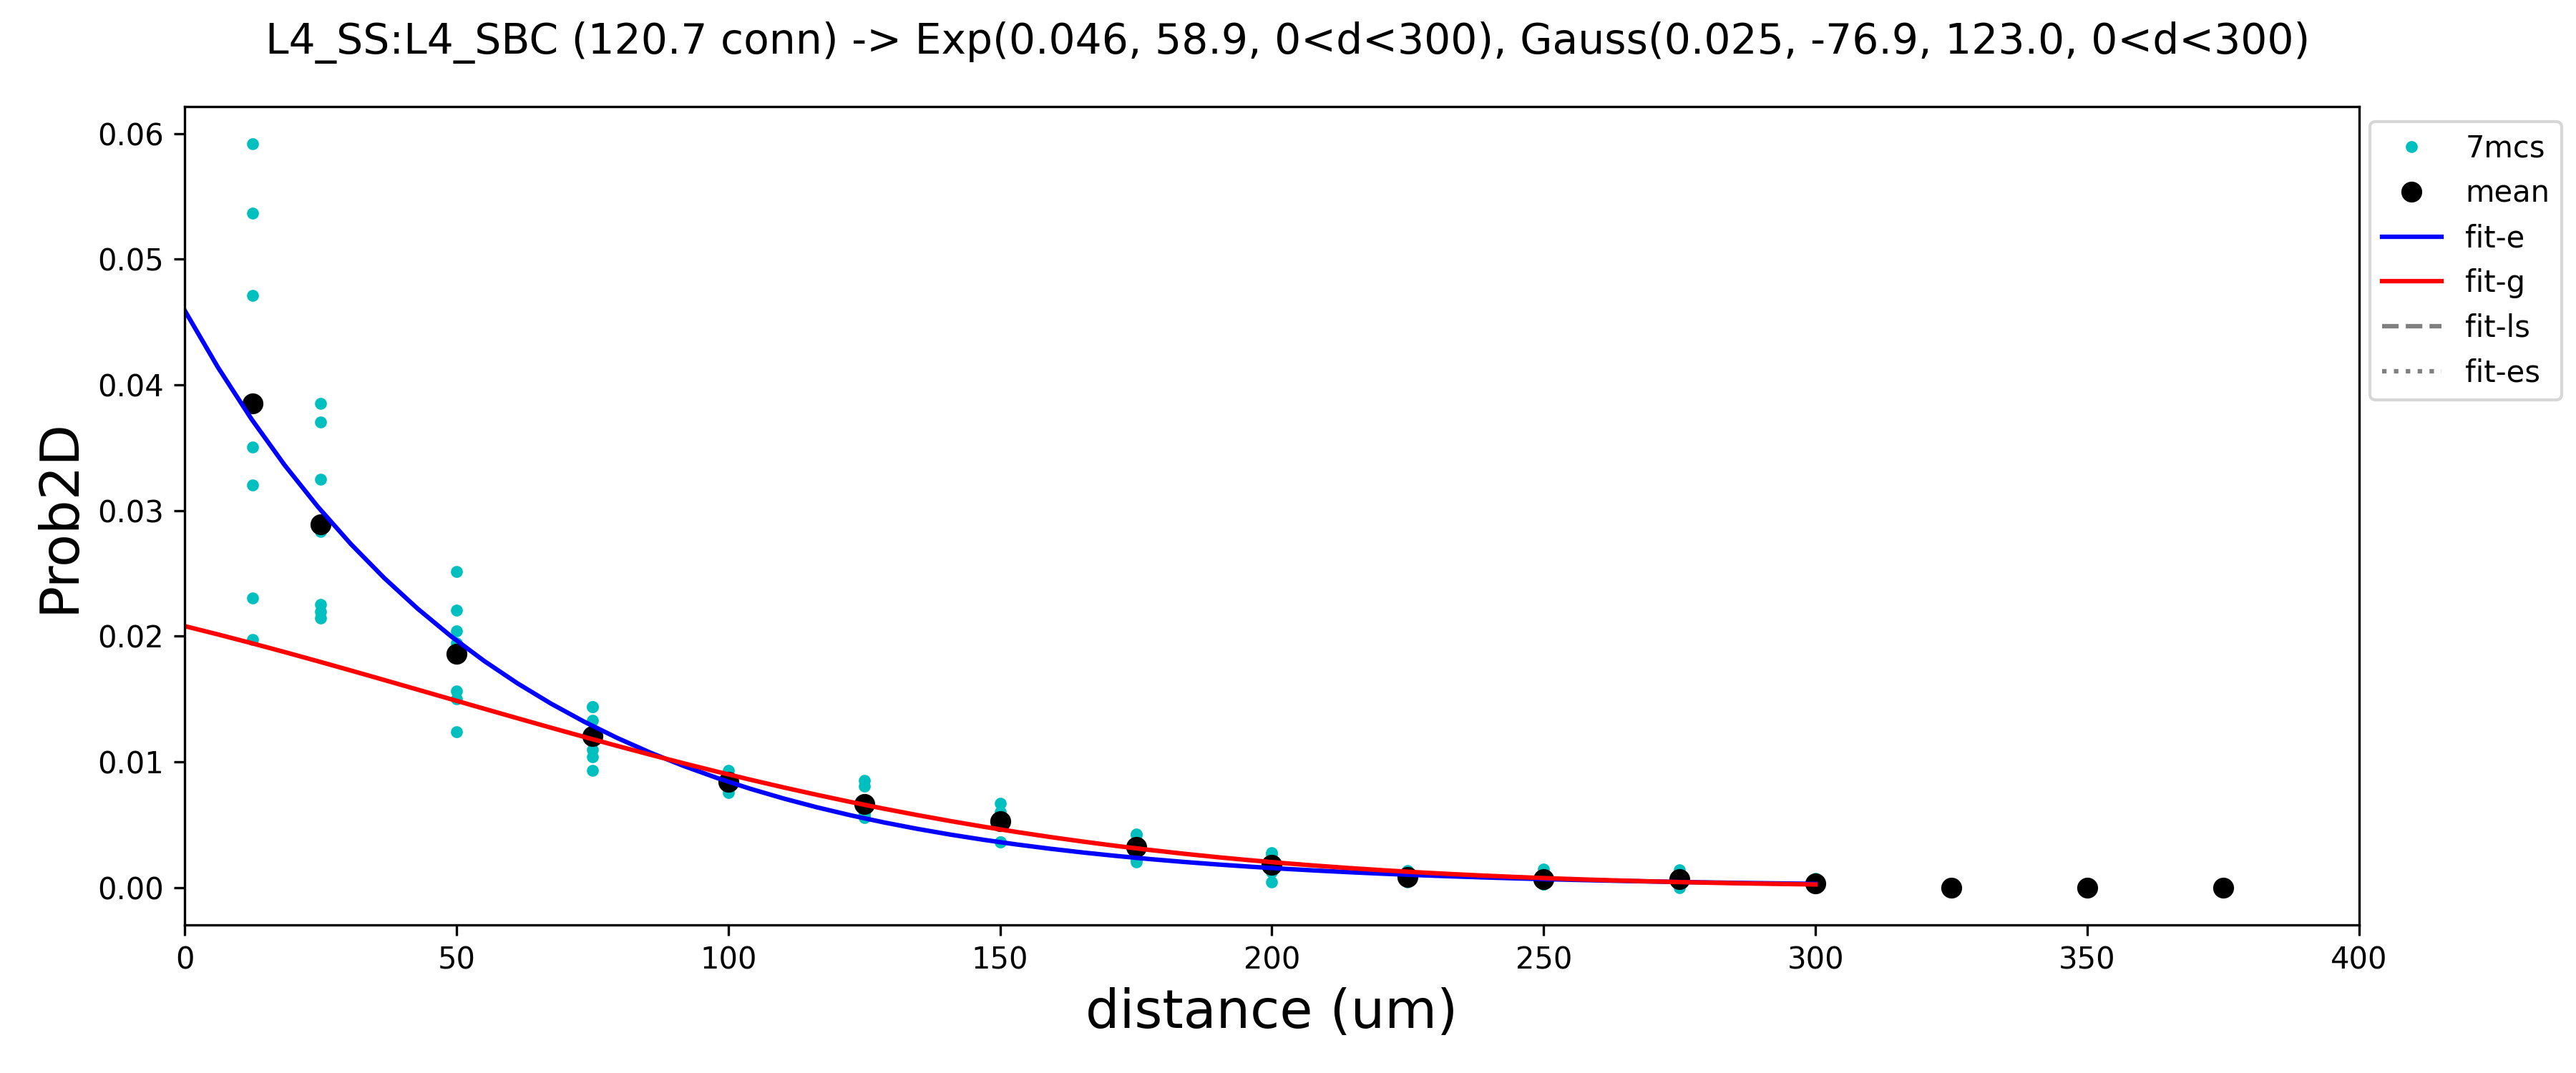 L4_SS:L4_SBC (120.7 conn) -> Exp(0.046, 58.9, 0<d<300), Gauss(0.025, -76.9, 123.0, 0<d<300)
Prob2D
0.06
0.05
0.04
0.03
0.02
0.01
0.00
0 50 100 150 200 250 300 350 400
distance (um)
7mcs
mean
fit-e
fit-g
fit-ls
fit-es